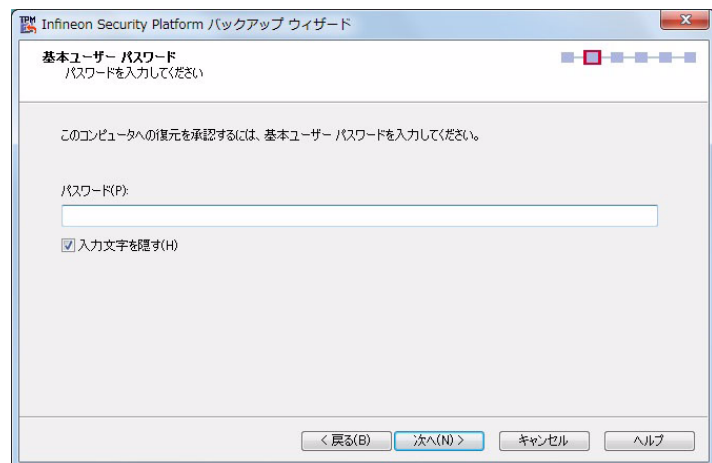 TPM
Infineon Security Platform バックアップ ウィザード
基本ユーザー パスワード
パスワードを入力してください
このコンピュータへの復元を承認するには、基本ユーザー パスワードを入力してください。
パスワード(P):
入力文字を隠す(H)
< 戻る(B) 次へ(N) > キャンセル ヘルプ